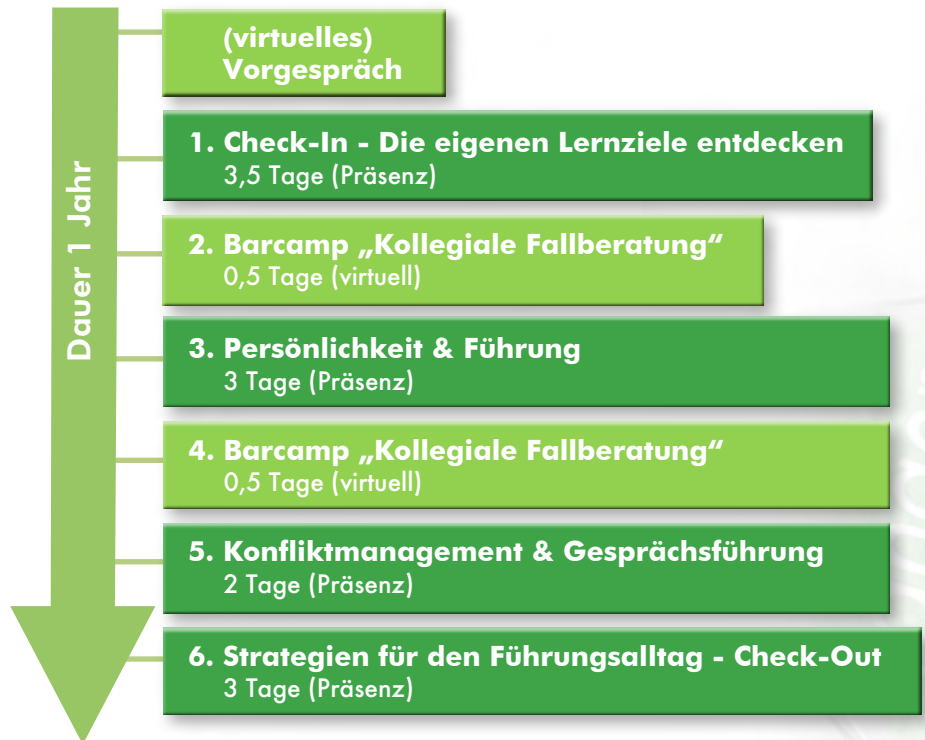 Dauer 1 Jahr
(virtuelles)
Vorgespräch
1. Check-In - Die eigenen Lernziele entdecken
3,5 Tage (Präsenz)
2. Barcamp „Kollegiale Fallberatung“
0,5 Tage (virtuell)
3. Persönlichkeit & Führung
3 Tage (Präsenz)
4. Barcamp „Kollegiale Fallberatung“
0,5 Tage (virtuell)
5. Konfliktmanagement & Gesprächsführung
2 Tage (Präsenz)
6. Strategien für den Führungsalltag - Check-Out
3 Tage (Präsenz)